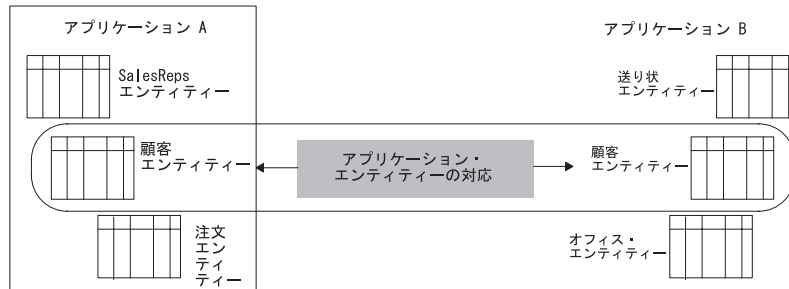 アプリケーション A
SalesReps
エンティティー
顧客
エンティティー
注文
エン
ティ
ティー
アプリケーション・
エンティティーの対応
アプリケーション B
送り状
エンティティー
顧客
エンティティー
オフィス・
エンティティー